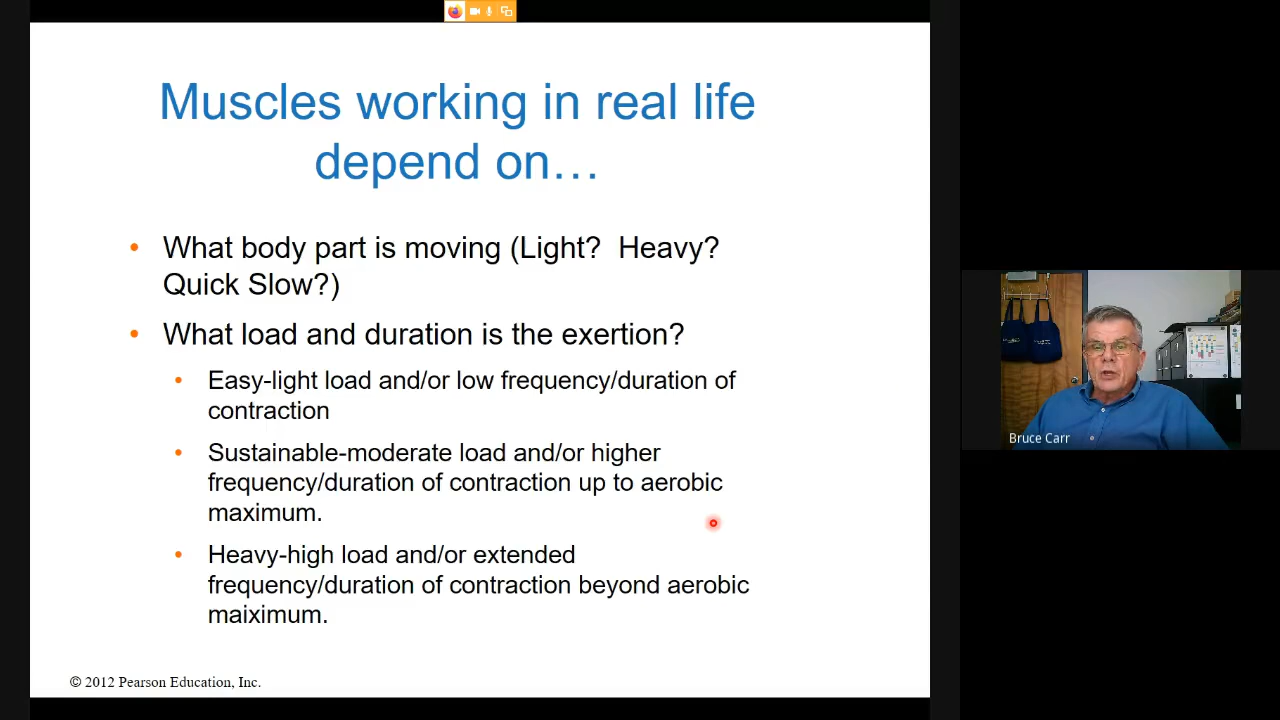 Muscles working in real life
depend on…
• What body part is moving (Light?  Heavy?
Quick Slow?)
• What load and duration is the exertion?
• Easy-light load and/or low frequency/duration of
contraction
• Sustainable-moderate load and/or higher
frequency/duration of contraction up to aerobic
maximum.
• Heavy-high load and/or extended
frequency/duration of contraction beyond aerobic
maiximum.
© 2012 Pearson Education, Inc.
Bruce Carr